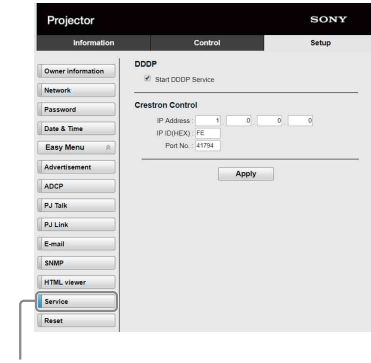 Projector
SONY
Information
Control
Setup
Owner information
Network
Password
Date & Time
Easy Menu
Advertisement
ADCP
PJ Talk
PJ Link
E-mail
SNMP
HTML viewer
Service
Reset
DDDP
Start DDDP Service
Crestron Control
IP Address : 1 0 0 0
IP ID(HEX) : FE
Port No. : 41794
Apply